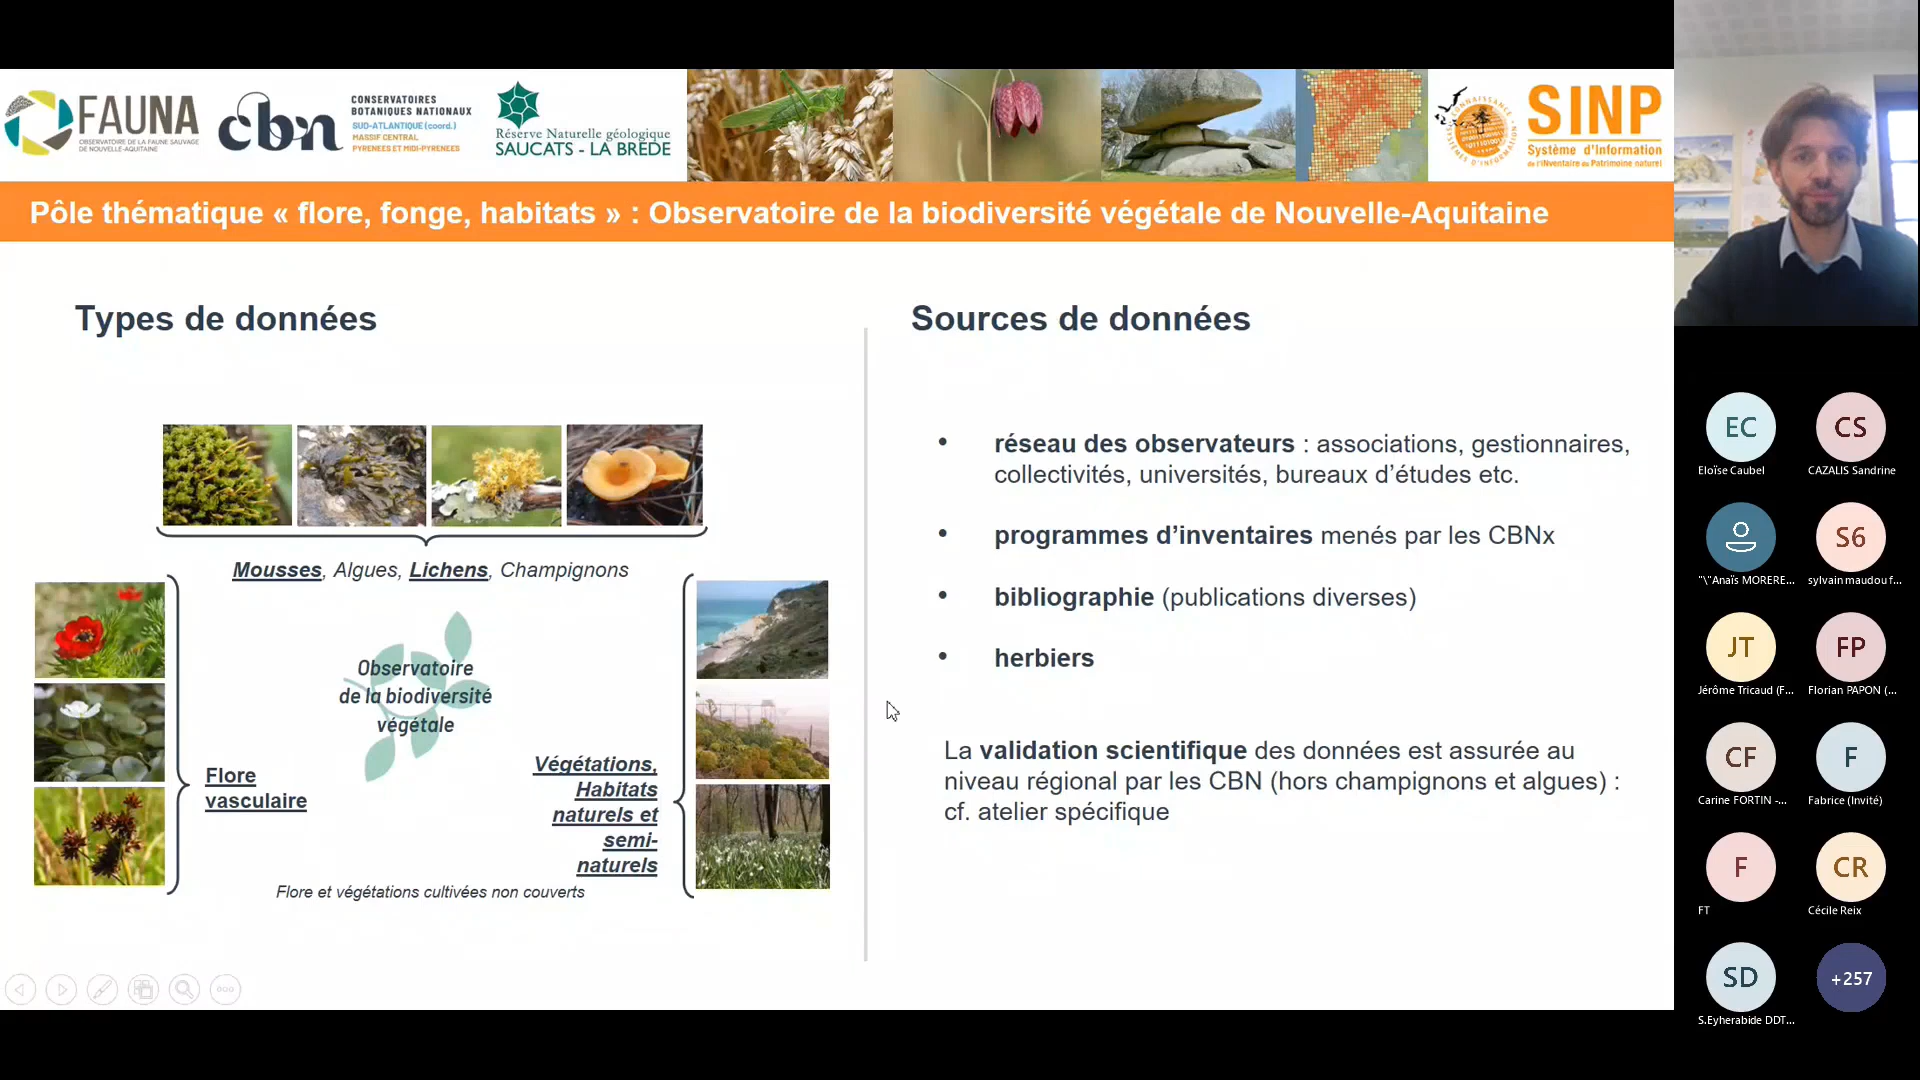 FAUNA
OBSERVATOIRE DE LA FAUNE SAUVAGE
DE NOUVELLE-AQUITAINE
cbn
CONSERVATOIRES
BOTANIQUES NATIONAUX
SUD-ATLANTIQUE (coord.)
MASSIF CENTRAL
PYRENEES ET MIDI-PYRENEES
Réserve Naturelle géologique
SAUCATS - LA BRÈDE
SINP
Système d'Information
de l'INventaire du Patrimoine naturel
Pôle thématique « flore, fonge, habitats » : Observatoire de la biodiversité végétale de Nouvelle-Aquitaine
Types de données
Mousses, Algues, Lichens, Champignons
Observatoire
de la biodiversité
végétale
Flore
vasculaire
Végétations,
Habitats
naturels et
semi-
naturels
Flore et végétations cultivées non couverts
Sources de données
• réseau des observateurs : associations, gestionnaires,
collectivités, universités, bureaux d’études etc.
• programmes d’inventaires menés par les CBNx
• bibliographie (publications diverses)
• herbiers
La validation scientifique des données est assurée au
niveau régional par les CBN (hors champignons et algues) :
cf. atelier spécifique
EC
Eloïse Caubel
CS
CAZALIS Sandrine
"\"Anaïs MORERE...
S6
sylvain maudou f...
JT
Jérôme Tricaud (F...
FP
Florian PAPON (...
CF
Carine FORTIN -...
F
Fabrice (Invité)
F
FT
CR
Cécile Reix
SD
S.Eyherabide DDT...
+257